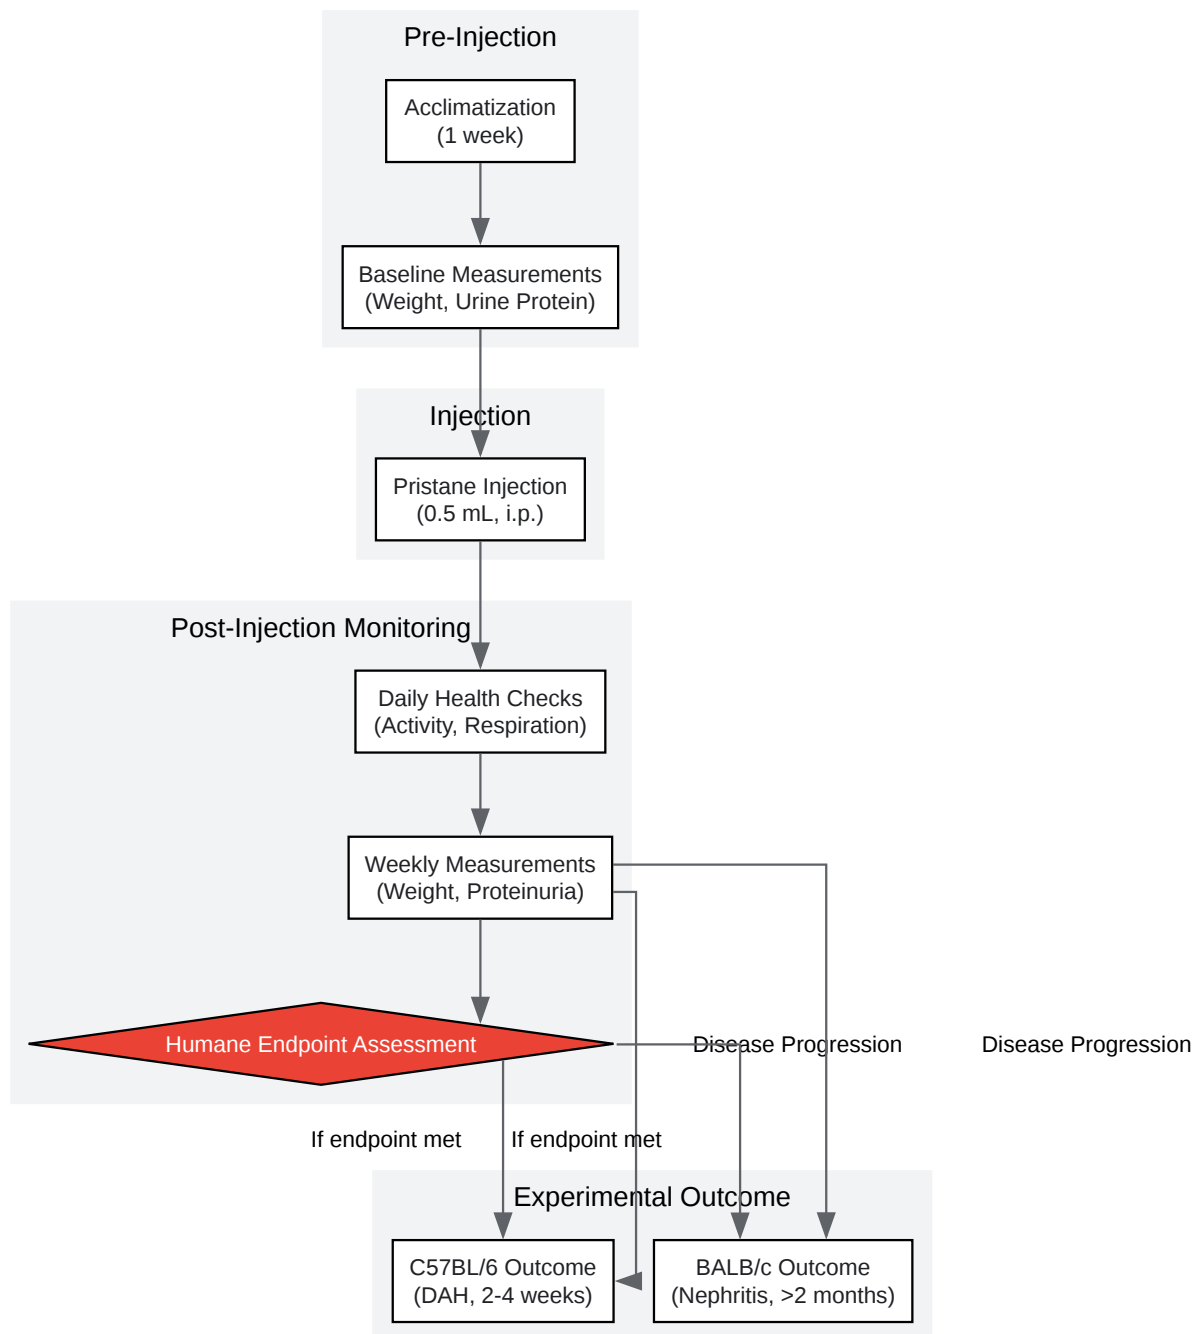 Pre-Injection
Acclimatization
(1 week)
Baseline Measurements
(Weight, Urine Protein)
Injection
Pristane Injection
(0.5 mL, i.p.)
Post-Injection Monitoring
Daily Health Checks
(Activity, Respiration)
Weekly Measurements
(Weight, Proteinuria)
Humane Endpoint Assessment
Disease Progression
Disease Progression
If endpoint met
If endpoint met
Experimental Outcome
C57BL/6 Outcome
(DAH, 2-4 weeks)
BALB/c Outcome
(Nephritis, >2 months)